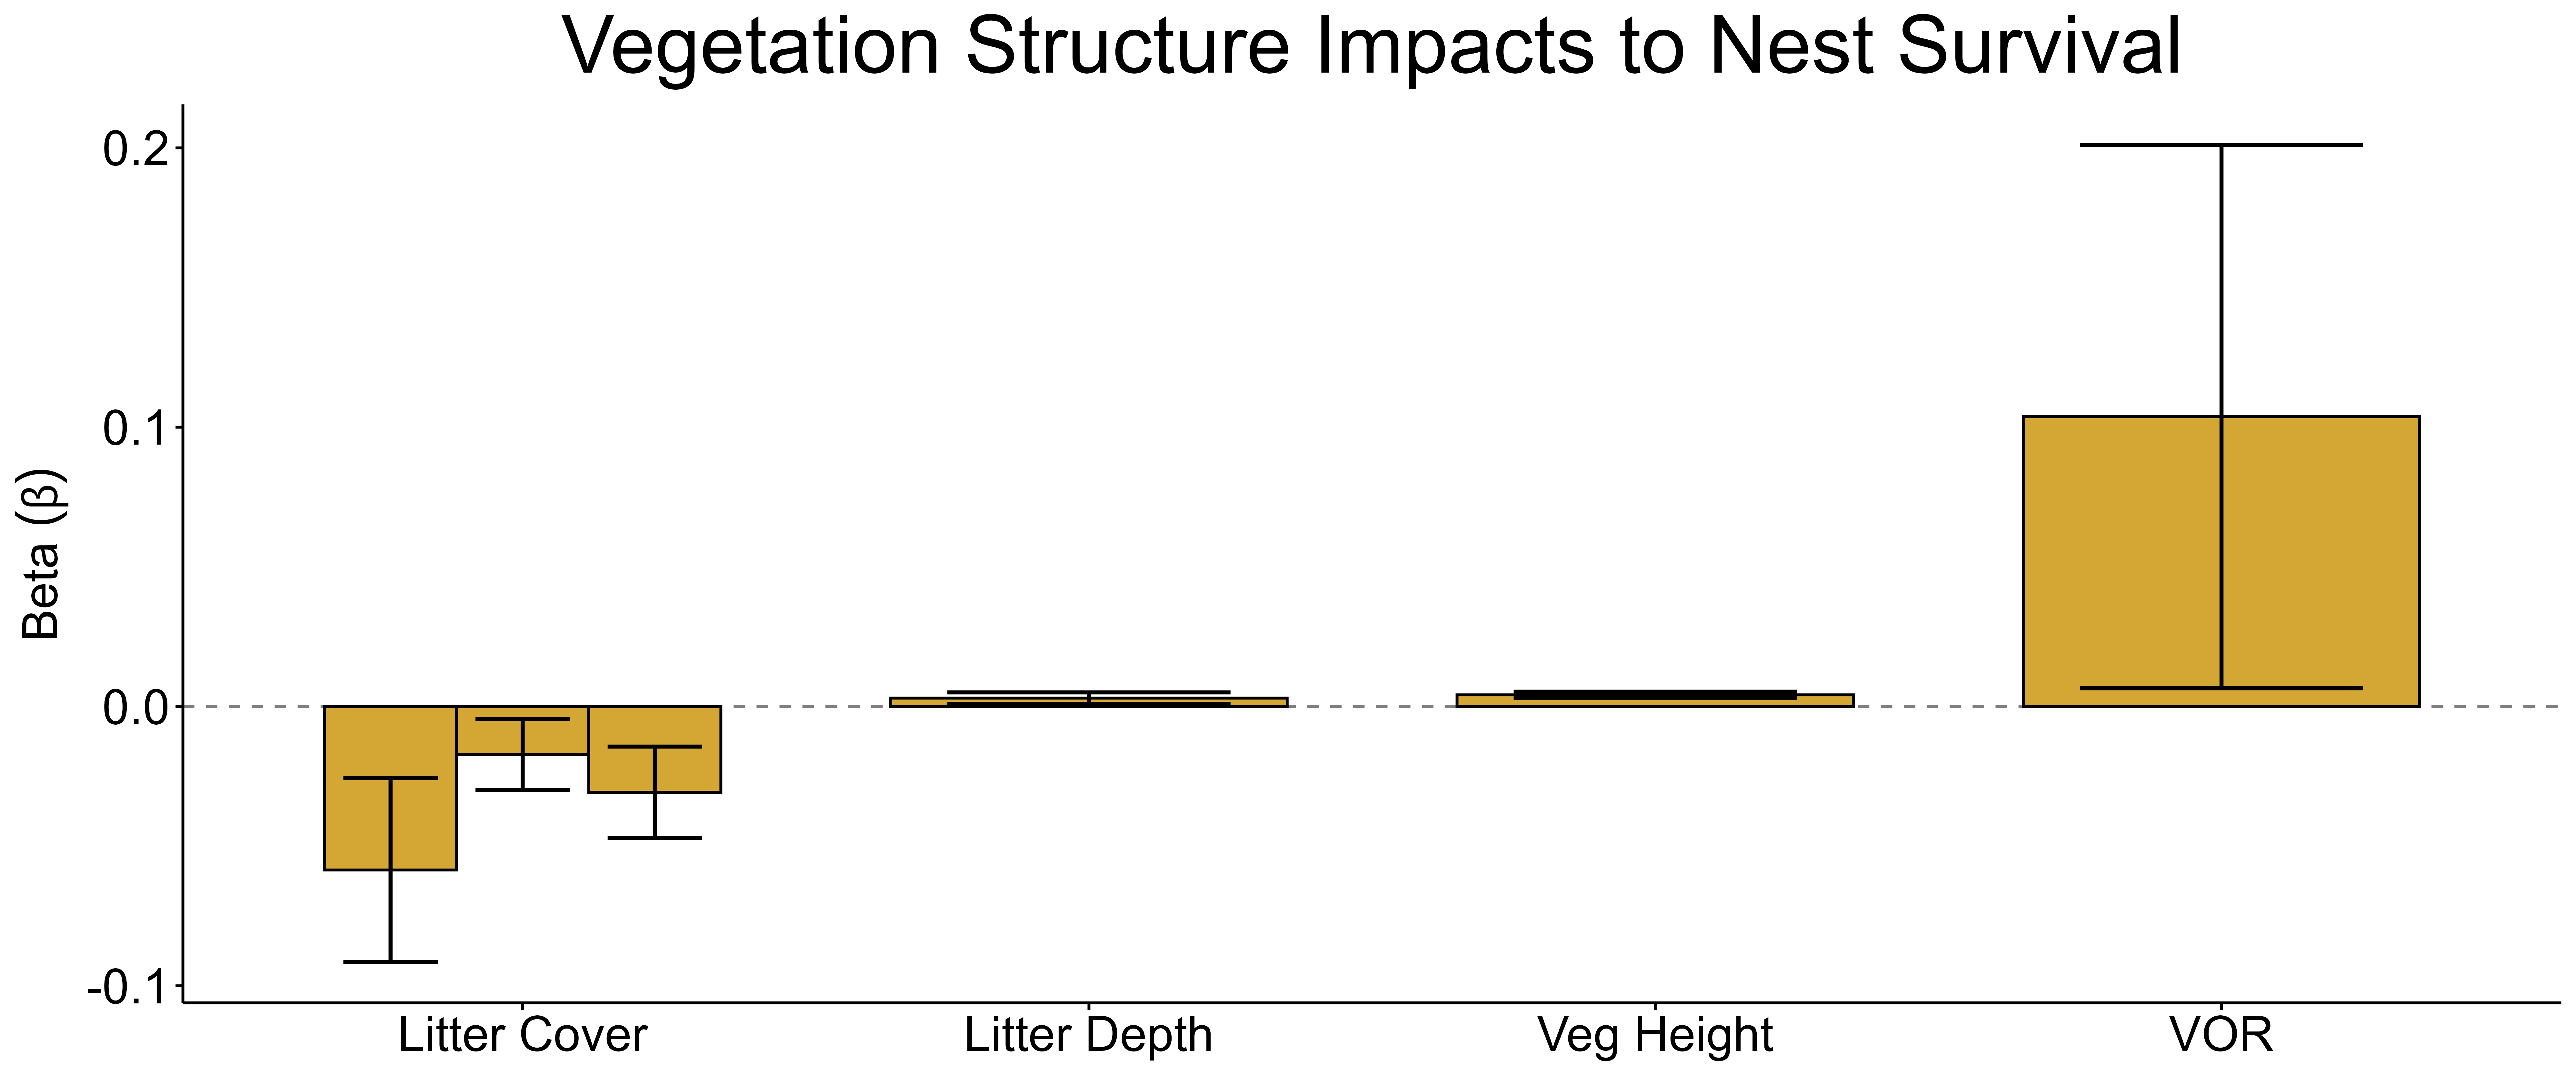 Vegetation Structure Impacts to Nest Survival
Beta (β)
0.2
0.1
0.0
-0.1
Litter Cover
Litter Depth
Veg Height
VOR